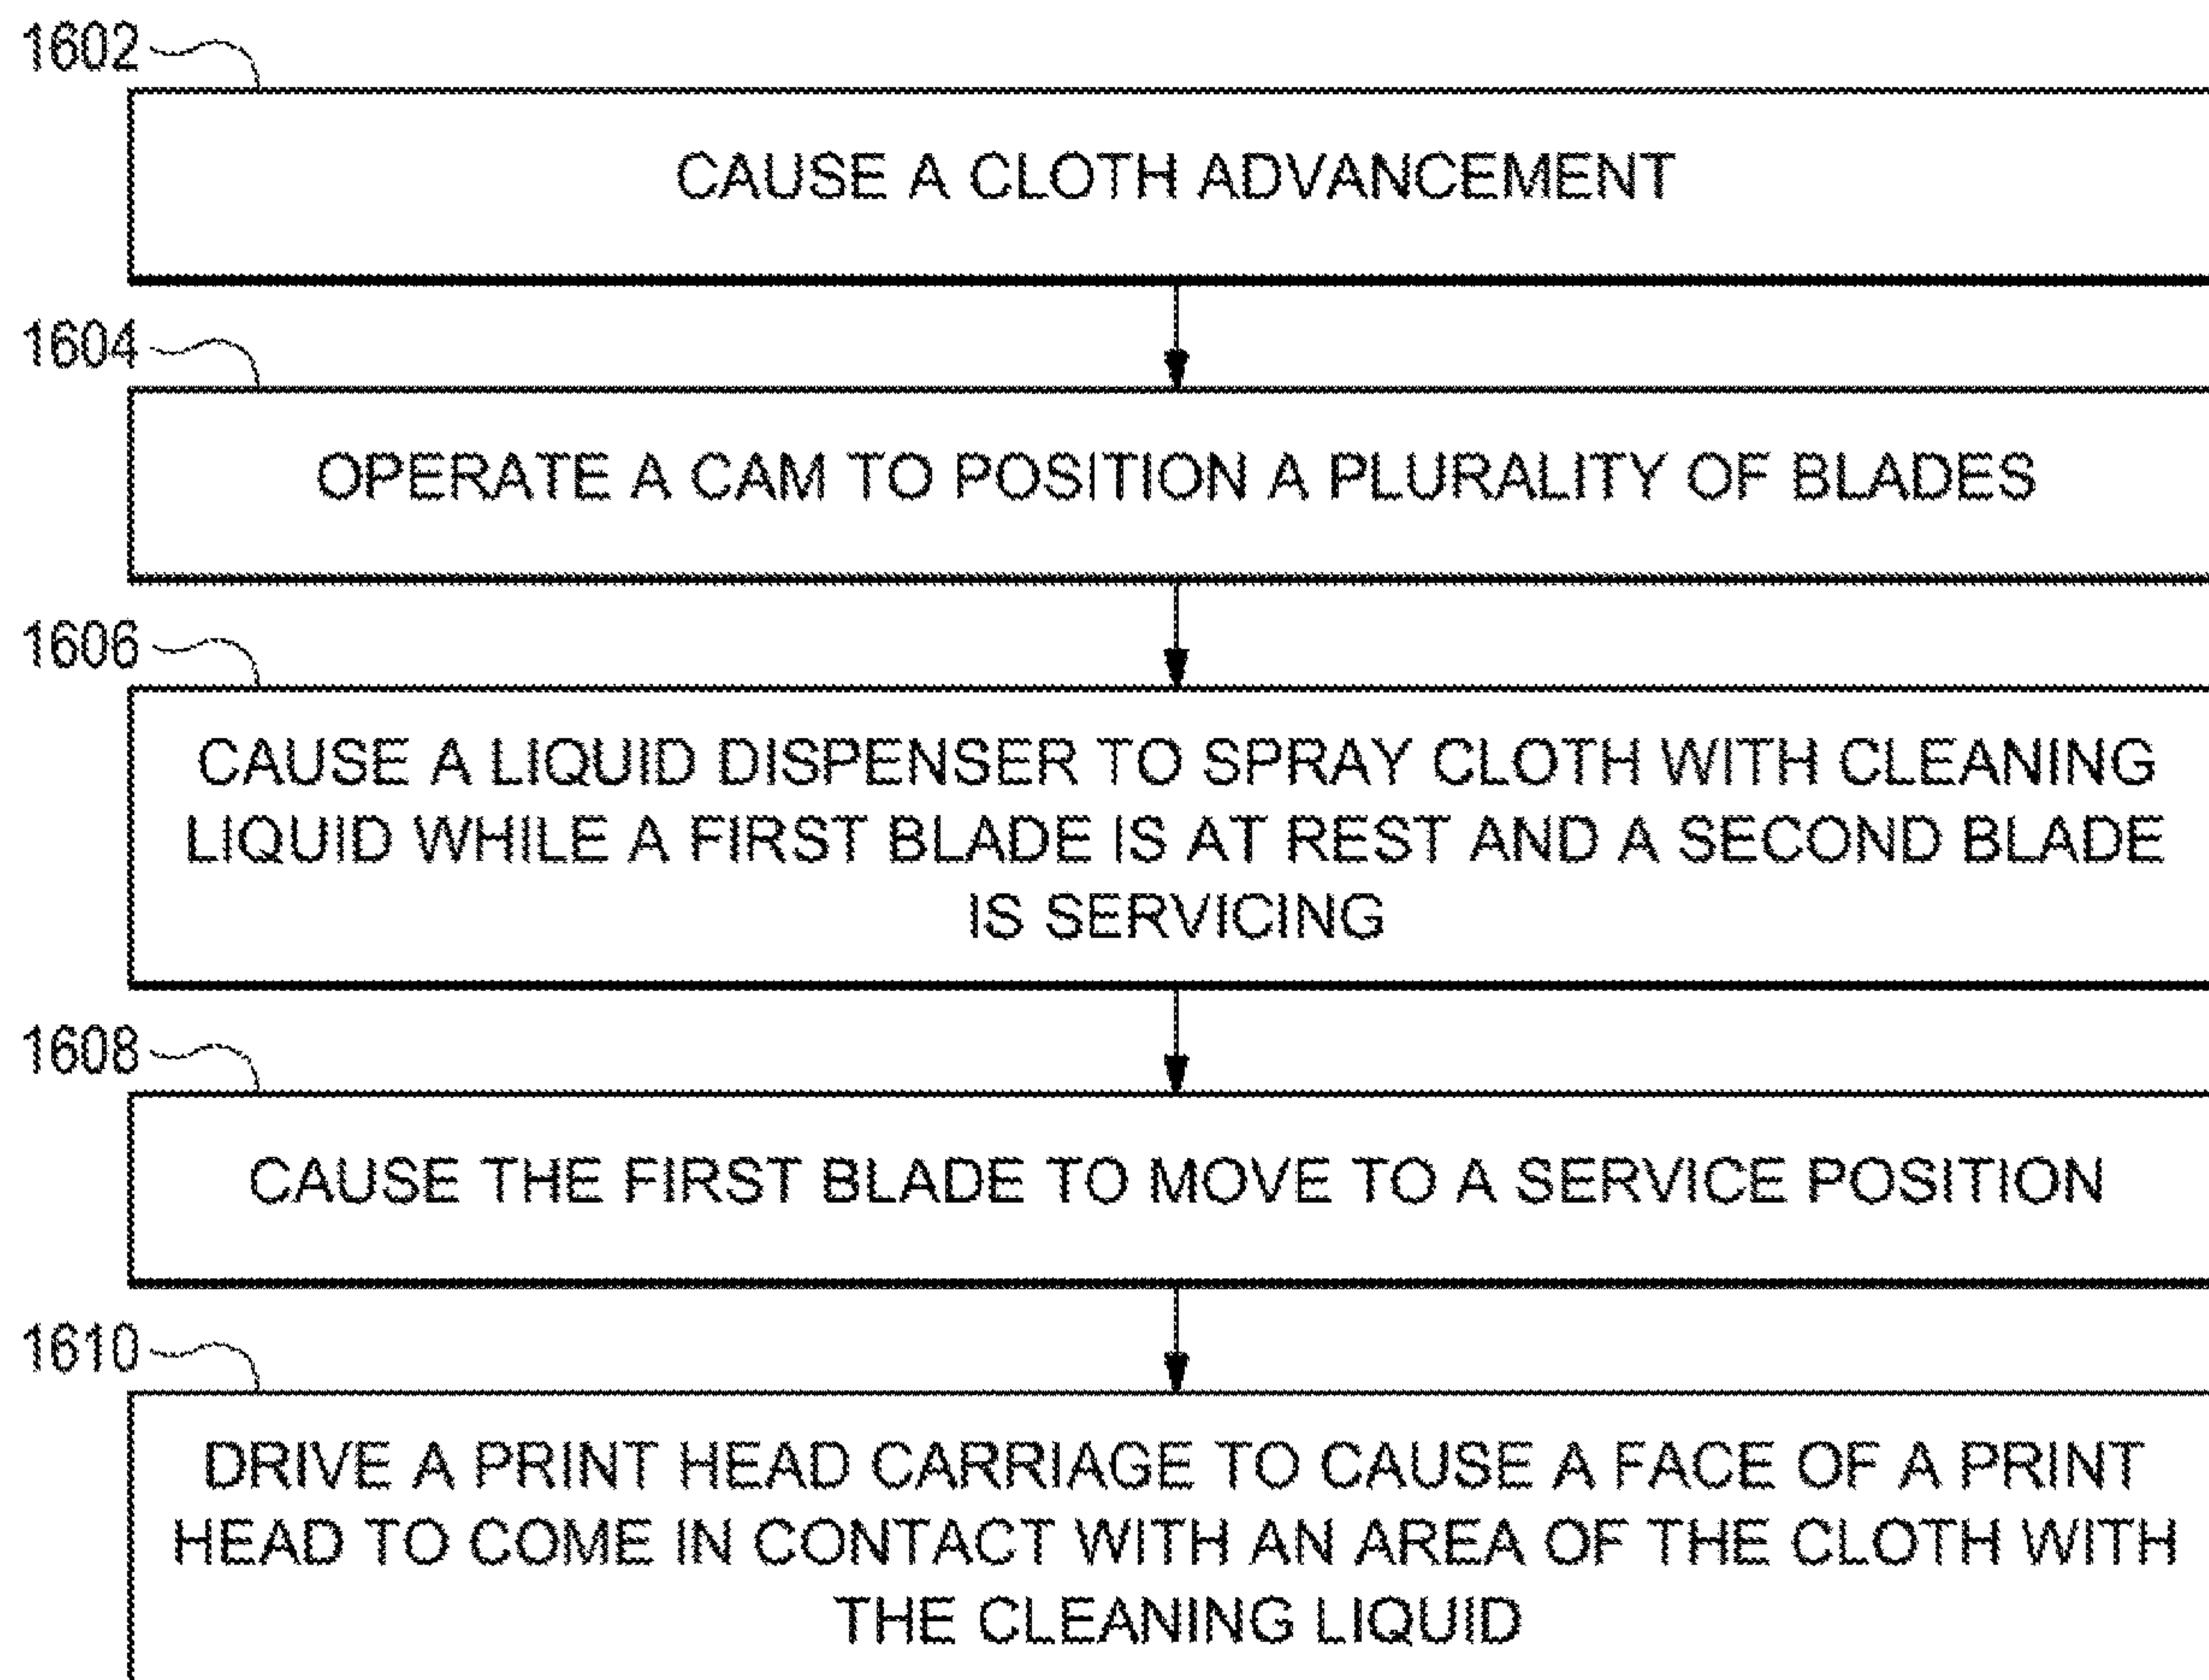 1602
CAUSE A CLOTH ADVANCEMENT
1604
OPERATE A CAM TO POSITION A PLURALITY OF BLADES
1606
CAUSE A LIQUID DISPENSER TO SPRAY CLOTH WITH CLEANING
LIQUID WHILE A FIRST BLADE IS AT REST AND A SECOND BLADE
IS SERVICING
1608
CAUSE THE FIRST BLADE TO MOVE TO A SERVICE POSITION
1610
DRIVE A PRINT HEAD CARRIAGE TO CAUSE A FACE OF A PRINT
HEAD TO COME IN CONTACT WITH AN AREA OF THE CLOTH WITH
THE CLEANING LIQUID